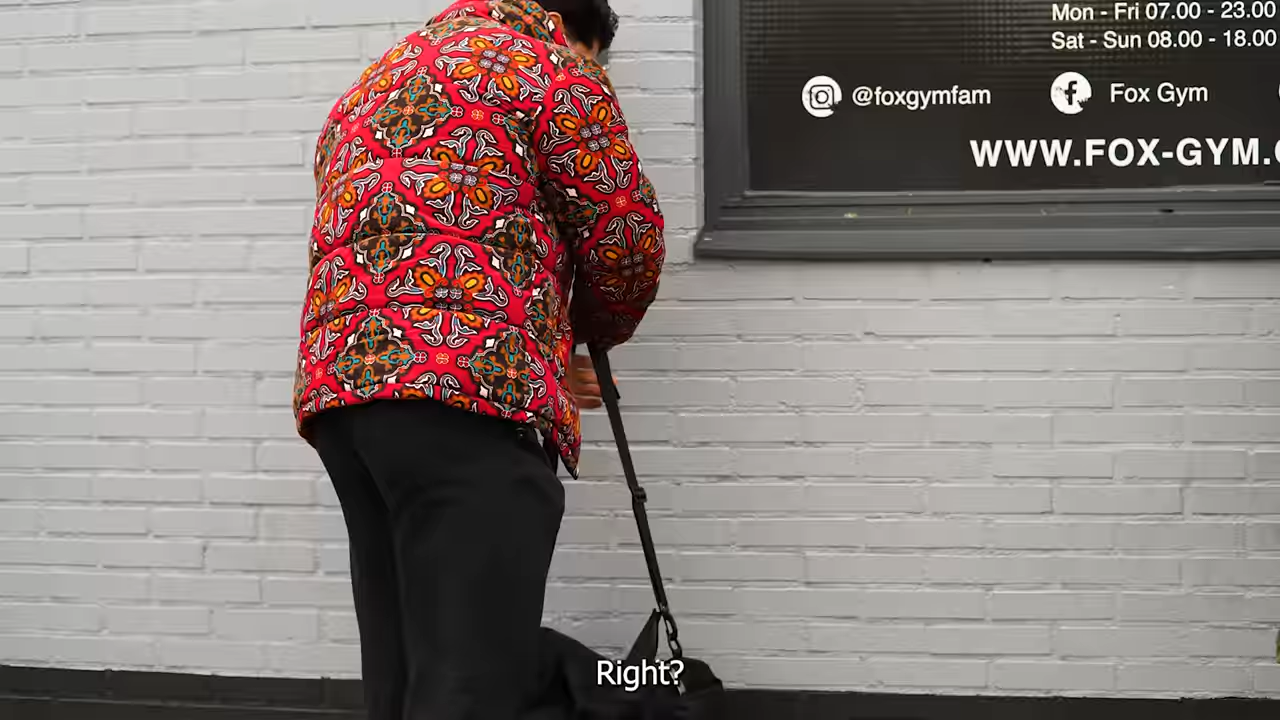 Mon - Fri 07.00 - 23.00
Sat - Sun 08.00 - 18.00
@foxgymfam
Fox Gym
WWW.FOX-GYM.
Right?